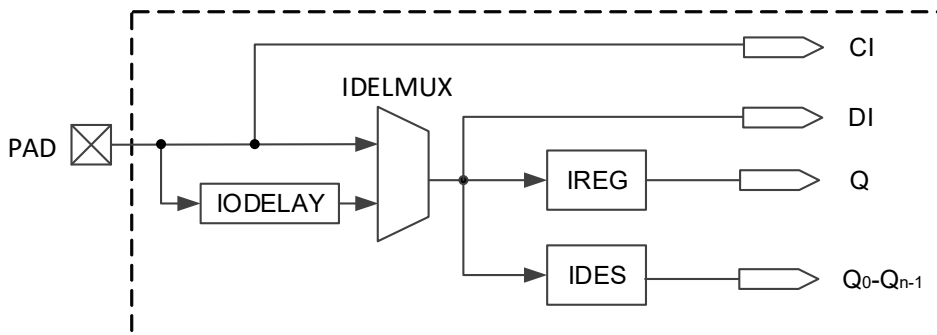 CI
IDELMUX
DI
PAD
IODELAY
IREG
Q
IDES
Q0-Qn-1